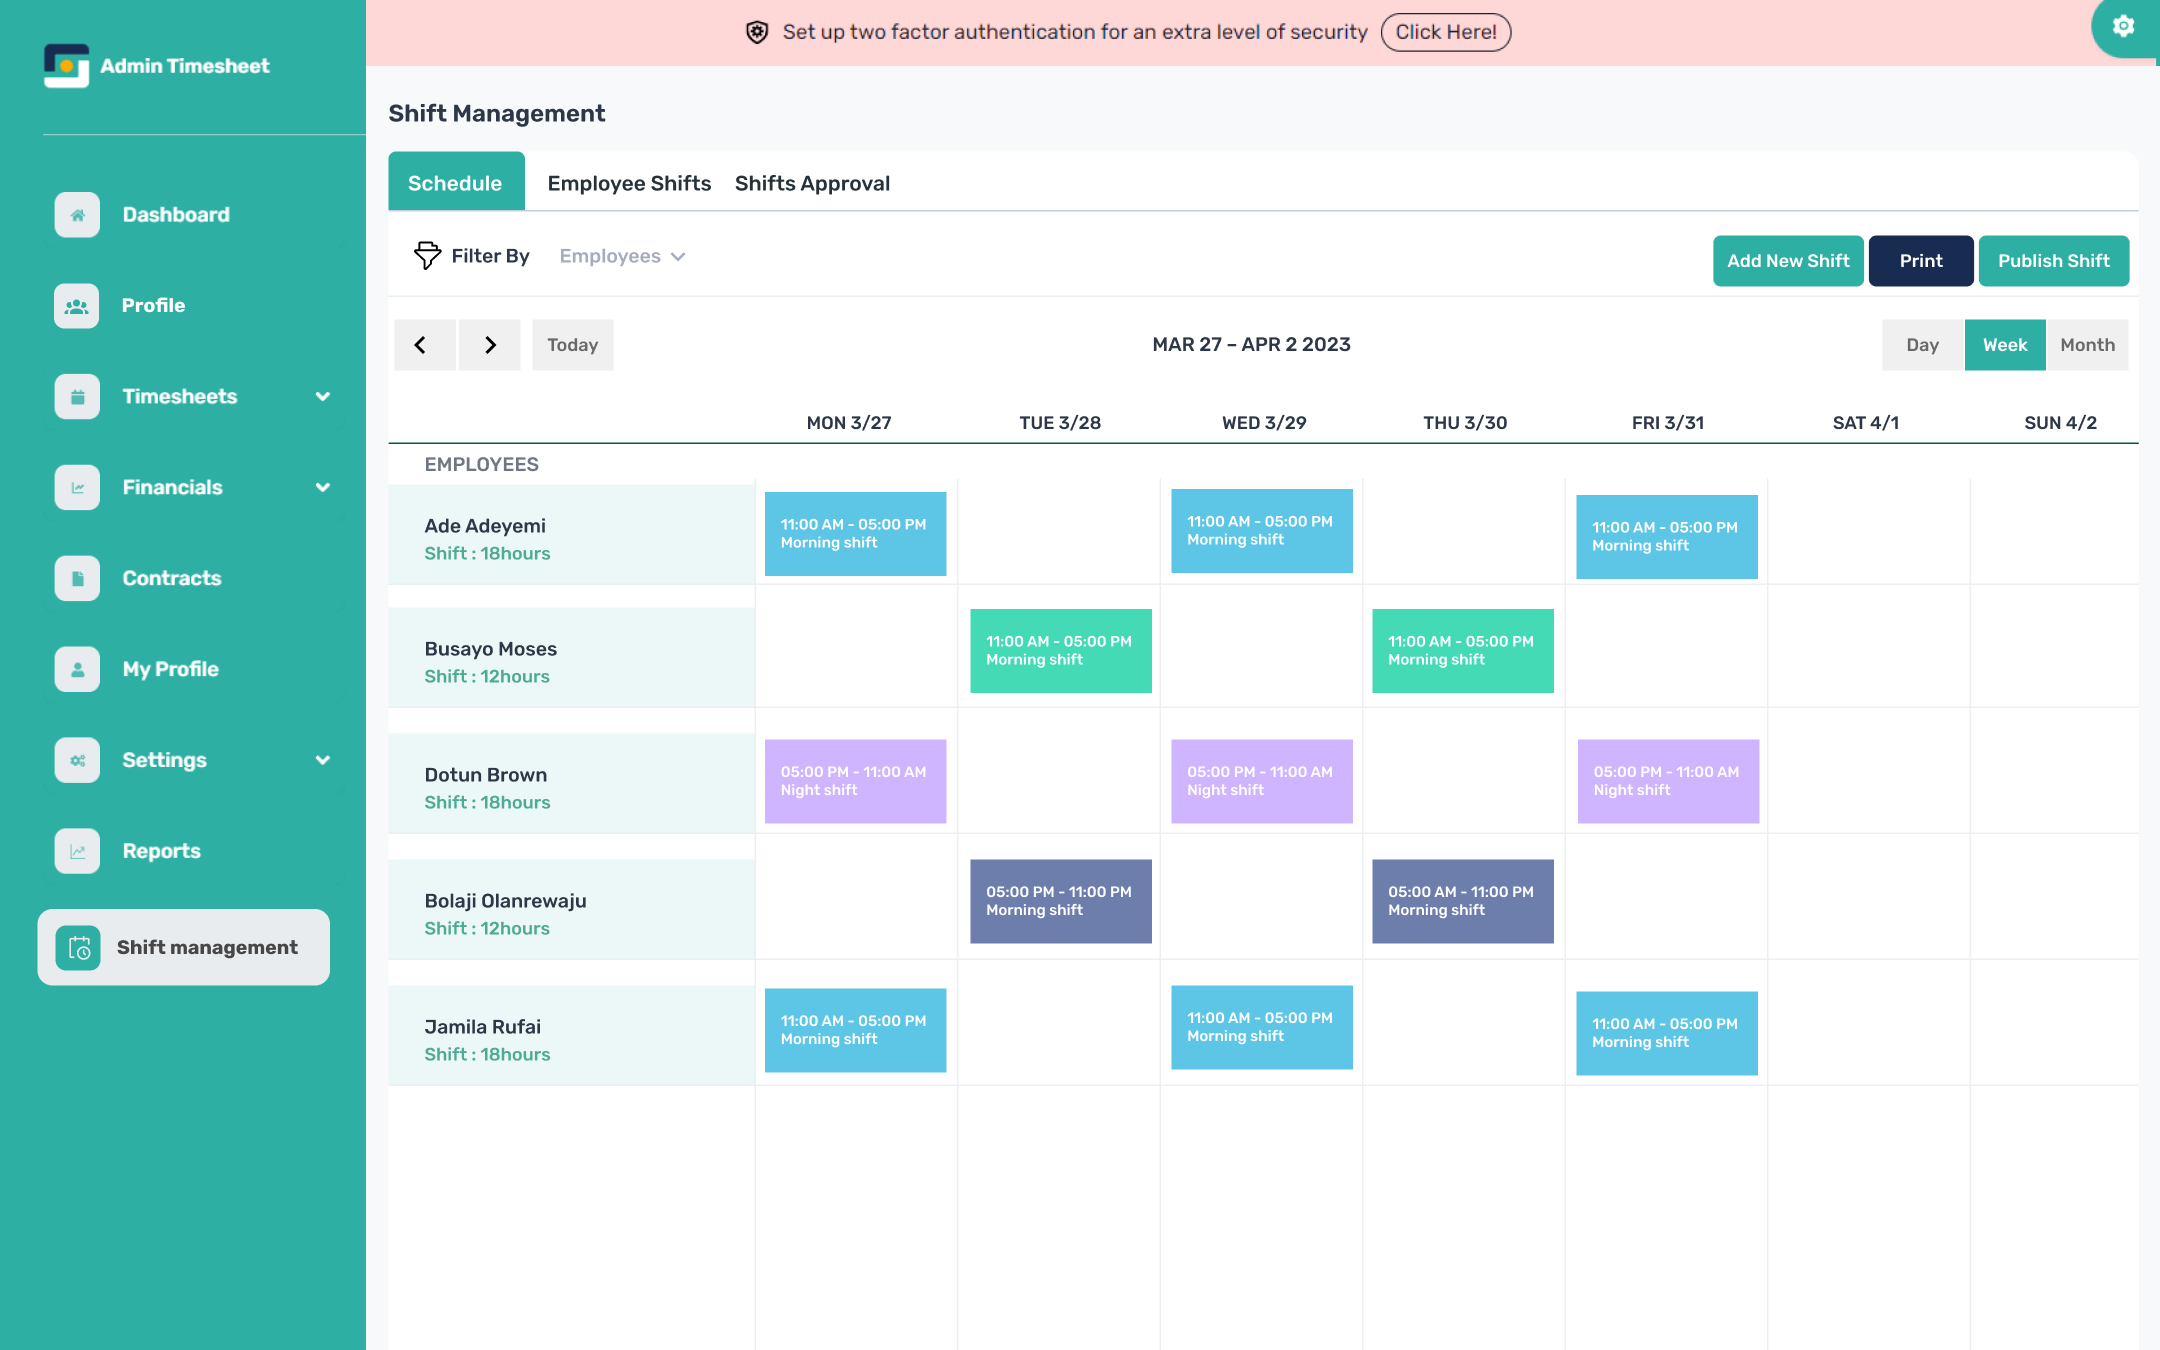 Admin Timesheet
Set up two factor authentication for an extra level of security
Click Here!
Dashboard
Profile
Timesheets
Financials
Contracts
My Profile
Settings
Reports
Shift management
Shift Management
Schedule
Employee Shifts
Shifts Approval
Filter By
Employees
Add New Shift
Print
Publish Shift
Today
MAR 27 – APR 2 2023
Day
Week
Month
MON 3/27
TUE 3/28
WED 3/29
THU 3/30
FRI 3/31
SAT 4/1
SUN 4/2
EMPLOYEES
Ade Adeyemi
Shift : 18hours
11:00 AM - 05:00 PM
Morning shift
11:00 AM - 05:00 PM
Morning shift
11:00 AM - 05:00 PM
Morning shift
Busayo Moses
Shift : 12hours
11:00 AM - 05:00 PM
Morning shift
11:00 AM - 05:00 PM
Morning shift
Dotun Brown
Shift : 18hours
05:00 PM - 11:00 AM
Night shift
05:00 PM - 11:00 AM
Night shift
05:00 PM - 11:00 AM
Night shift
Bolaji Olanrewaju
Shift : 12hours
05:00 PM - 11:00 PM
Morning shift
05:00 AM - 11:00 PM
Morning shift
Jamila Rufai
Shift : 18hours
11:00 AM - 05:00 PM
Morning shift
11:00 AM - 05:00 PM
Morning shift
11:00 AM - 05:00 PM
Morning shift